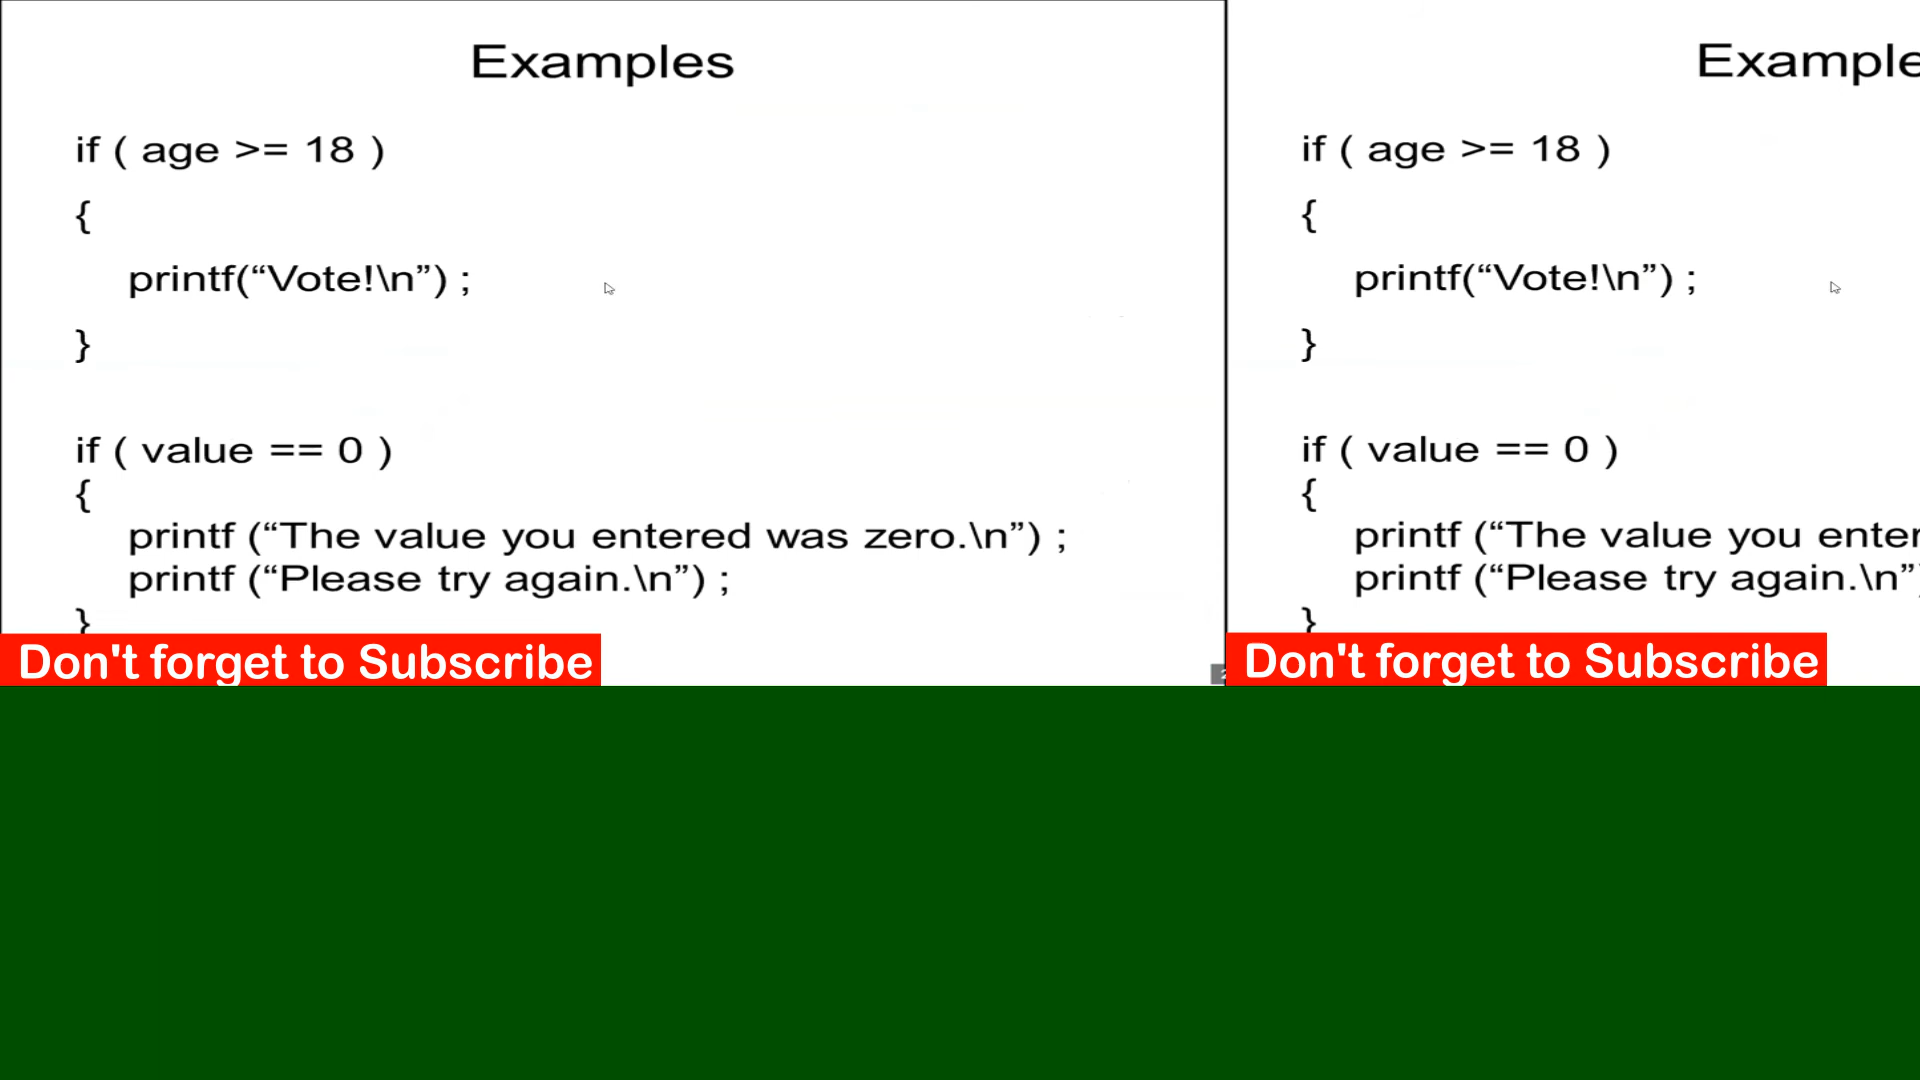 Examples
if ( age >= 18 )
{
printf(“Vote!\n”) ;
}
if ( value == 0 )
{
printf (“The value you entered was zero.\n”) ;
printf (“Please try again.\n”) ;
}
Don't forget to Subscribe
Example
if ( age >= 18 )
{
printf(“Vote!\n”) ;
}
if ( value == 0 )
{
printf (“The value you enter
printf (“Please try again.\n”)
}
Don't forget to Subscribe